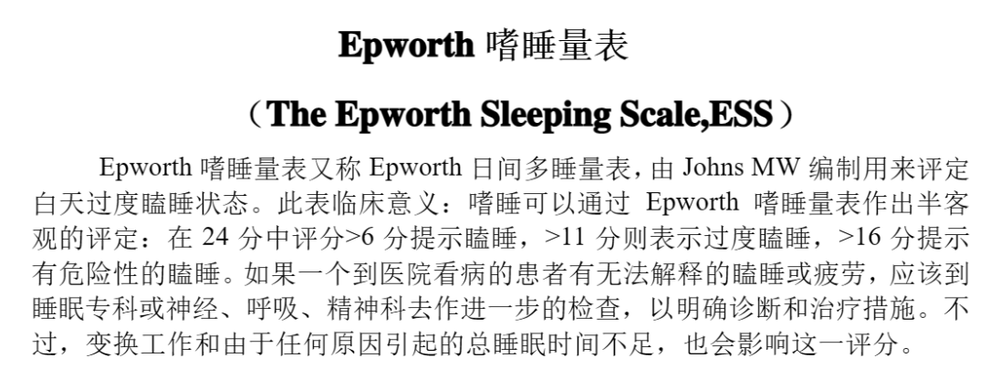 Epworth 嗜睡量表
（The Epworth Sleeping Scale,ESS）
Epworth 嗜睡量表又称 Epworth 日间多睡量表，由 Johns MW 编制用来评定
白天过度瞌睡状态。此表临床意义：嗜睡可以通过 Epworth 嗜睡量表作出半客
观的评定：在 24 分中评分>6 分提示瞌睡，>11 分则表示过度瞌睡，>16 分提示
有危险性的瞌睡。如果一个到医院看病的患者有无法解释的瞌睡或疲劳，应该到
睡眠专科或神经、呼吸、精神科去作进一步的检查，以明确诊断和治疗措施。不
过，变换工作和由于任何原因引起的总睡眠时间不足，也会影响这一评分。